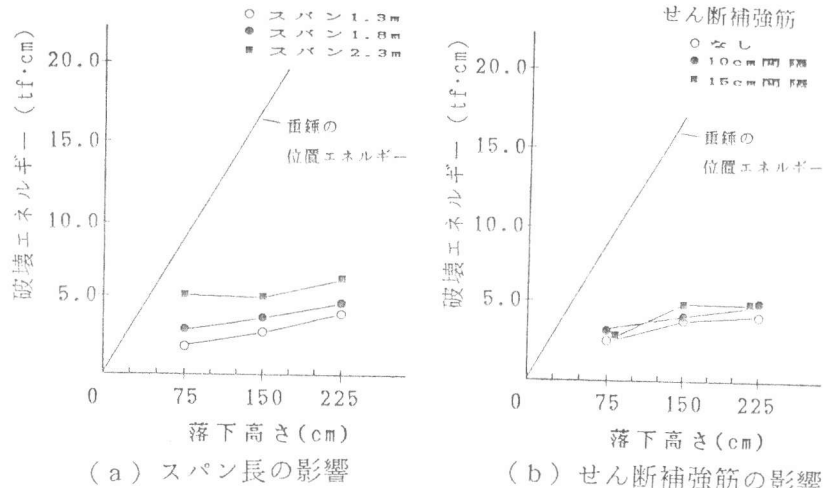 ○ スパン1.3m
● スパン1.8m
■ スパン2.3m
破壊エネルギー (tf·cm)
20.0
15.0
10.0
5.0
0
75
150
225
重錘の
位置エネルギー
落下高さ(cm)
(a) スパン長の影響
せん断補強筋
○ なし
● 10cm間隔
■ 15cm間隔
破壊エネルギー (tf·cm)
20.0
15.0
10.0
5.0
0
75
150
225
重錘の
位置エネルギー
落下高さ(cm)
(b) せん断補強筋の影響